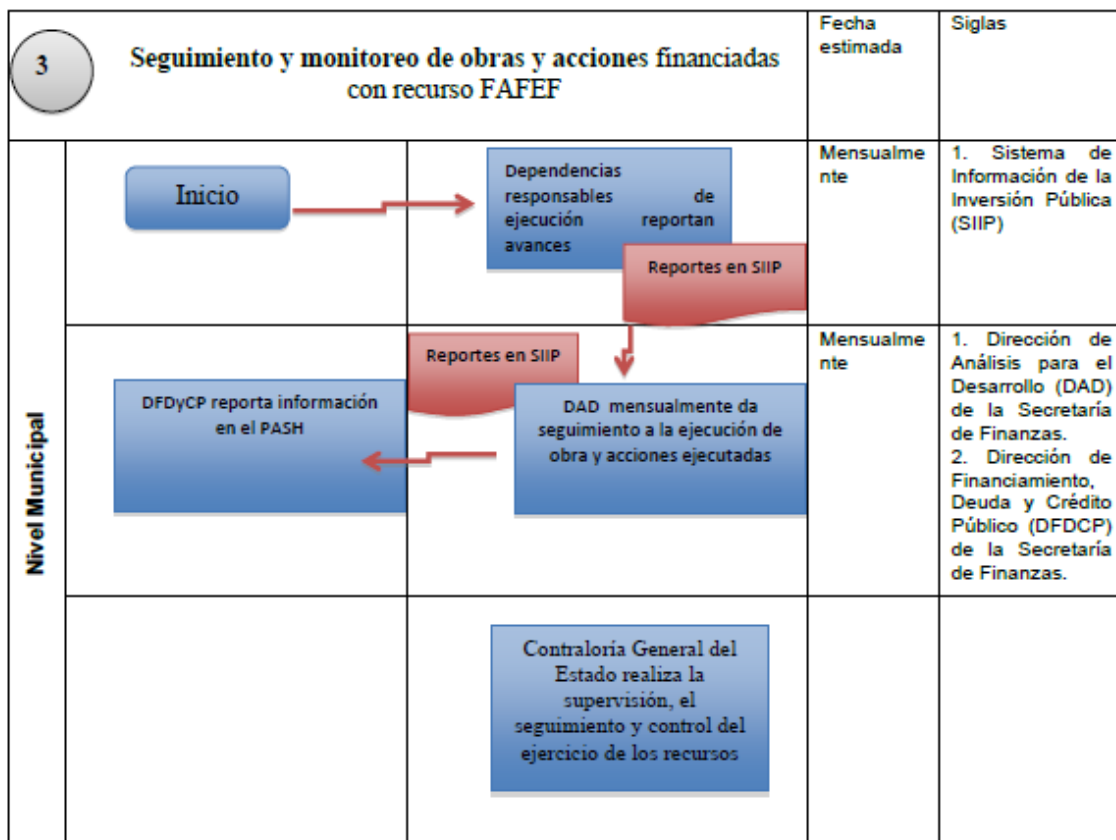 3
Seguimiento y monitoreo de obras y acciones financiadas
con recurso FAFEF
Fecha
estimada
Siglas
Nivel Municipal
Inicio
Dependencias
responsables de
ejecución reportan
avances
Reportes en SIIP
Mensualme
nte
1. Sistema de
Información de la
Inversión Pública
(SIIP)
DFDyCP reporta información
en el PASH
Reportes en SIIP
DAD mensualmente da
seguimiento a la ejecución de
obra y acciones ejecutadas
Mensualme
nte
1. Dirección de
Análisis para el
Desarrollo (DAD)
de la Secretaría
de Finanzas.
2. Dirección de
Financiamiento,
Deuda y Crédito
Público (DFDCP)
de la Secretaría
de Finanzas.
Contraloría General del
Estado realiza la
supervisión, el
seguimiento y control del
ejercicio de los recursos